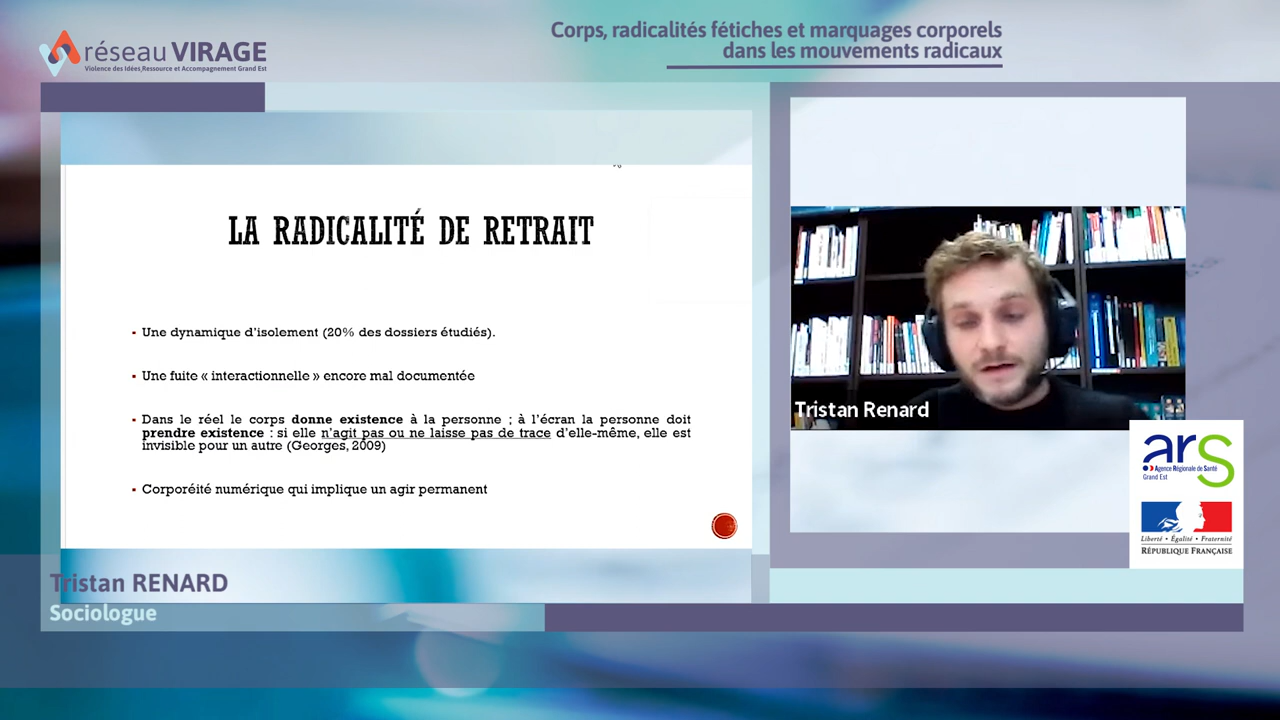 réseau VIRAGE
Violence des Idées,Ressource et Accompagnement Grand Est
Corps, radicalités fétiches et marquages corporels
dans les mouvements radicaux
LA RADICALITÉ DE RETRAIT
▪ Une dynamique d'isolement (20% des dossiers étudiés).
▪ Une fuite « interactionnelle » encore mal documentée
▪ Dans le réel le corps donne existence à la personne ; à l'écran la personne doit
prendre existence : si elle n'agit pas ou ne laisse pas de trace d'elle-même, elle est
invisible pour un autre (Georges, 2009)
▪ Corporéité numérique qui implique un agir permanent
Tristan Renard
ars
Agence Régionale de Santé
Grand Est
Liberté • Égalité • Fraternité
RÉPUBLIQUE FRANÇAISE
Tristan RENARD
Sociologue